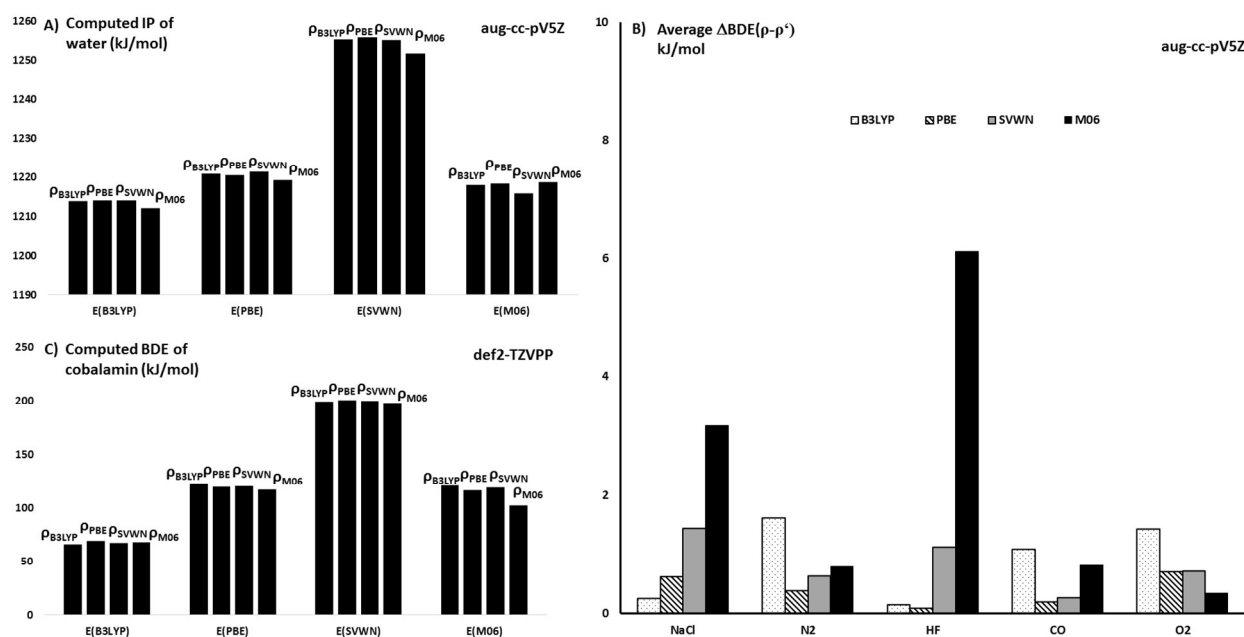 A) Computed IP of
water (kJ/mol)
aug-cc-pV5Z
1260
1250
1240
1230
1220
1210
1200
1190
ρB3LYP ρPBE ρSVWN ρM06
ρB3LYP ρPBE ρSVWN ρM06
ρB3LYP ρPBE ρSVWN ρM06
ρB3LYP ρPBE ρSVWN ρM06
E(B3LYP) E(PBE) E(SVWN) E(M06)
C) Computed BDE of
cobalamin (kJ/mol)
def2-TZVPP
250
200
150
100
50
0
ρB3LYP ρPBE ρSVWN ρM06
ρB3LYP ρPBE ρSVWN ρM06
ρB3LYP ρPBE ρSVWN ρM06
ρB3LYP ρPBE ρSVWN ρM06
E(B3LYP) E(PBE) E(SVWN) E(M06)
B) Average ΔBDE(ρ-ρ‘)
kJ/mol
aug-cc-pV5Z
B3LYP PBE SVWN M06
10
8
6
4
2
0
NaCl N2 HF CO O2